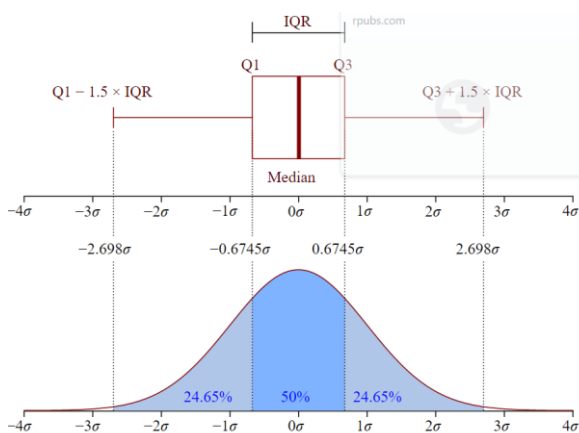 IQR
rpubs.com
Q1 Q3
Q1 − 1.5 × IQR Q3 + 1.5 × IQR
Median
−4σ −3σ −2σ −1σ 0σ 1σ 2σ 3σ 4σ
−2.698σ −0.6745σ 0.6745σ 2.698σ
24.65% 50% 24.65%
−4σ −3σ −2σ −1σ 0σ 1σ 2σ 3σ 4σ